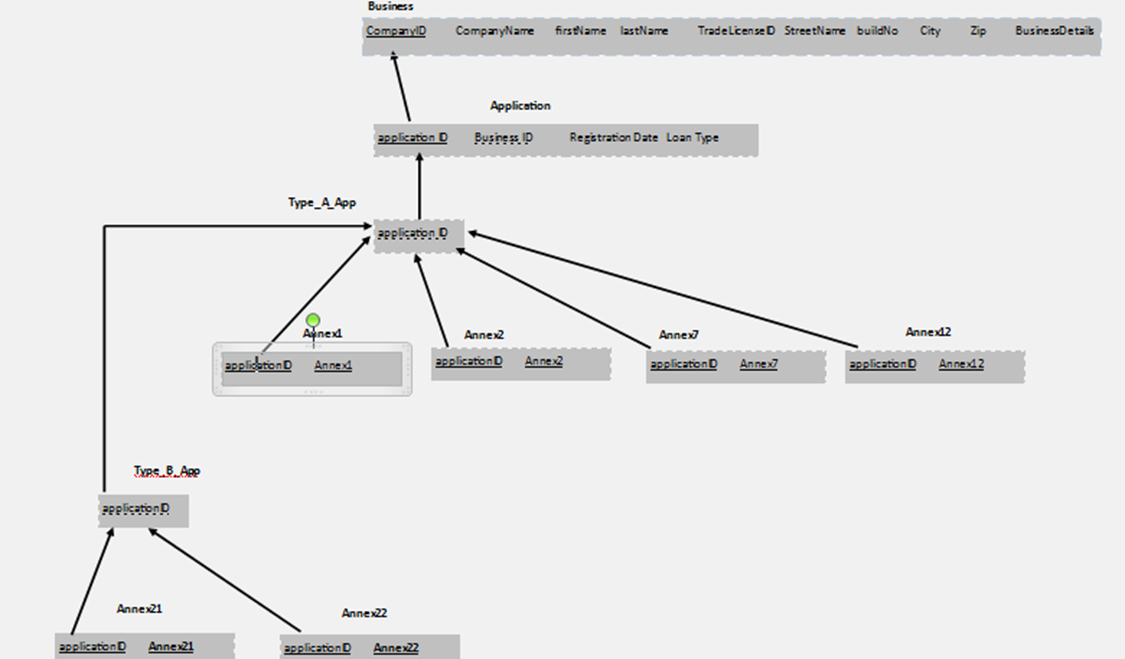 Business
CompanyID CompanyName firstName lastName TradeLicenseID StreetName buildNo City Zip BusinessDetails
Application
application ID Business ID Registration Date Loan Type
Type_A_App
application ID
Annex1
applicationID Annex1
Annex2
applicationID Annex2
Annex7
applicationID Annex7
Annex12
applicationID Annex12
Type_B_App
applicationID
Annex21
applicationID Annex21
Annex22
applicationID Annex22